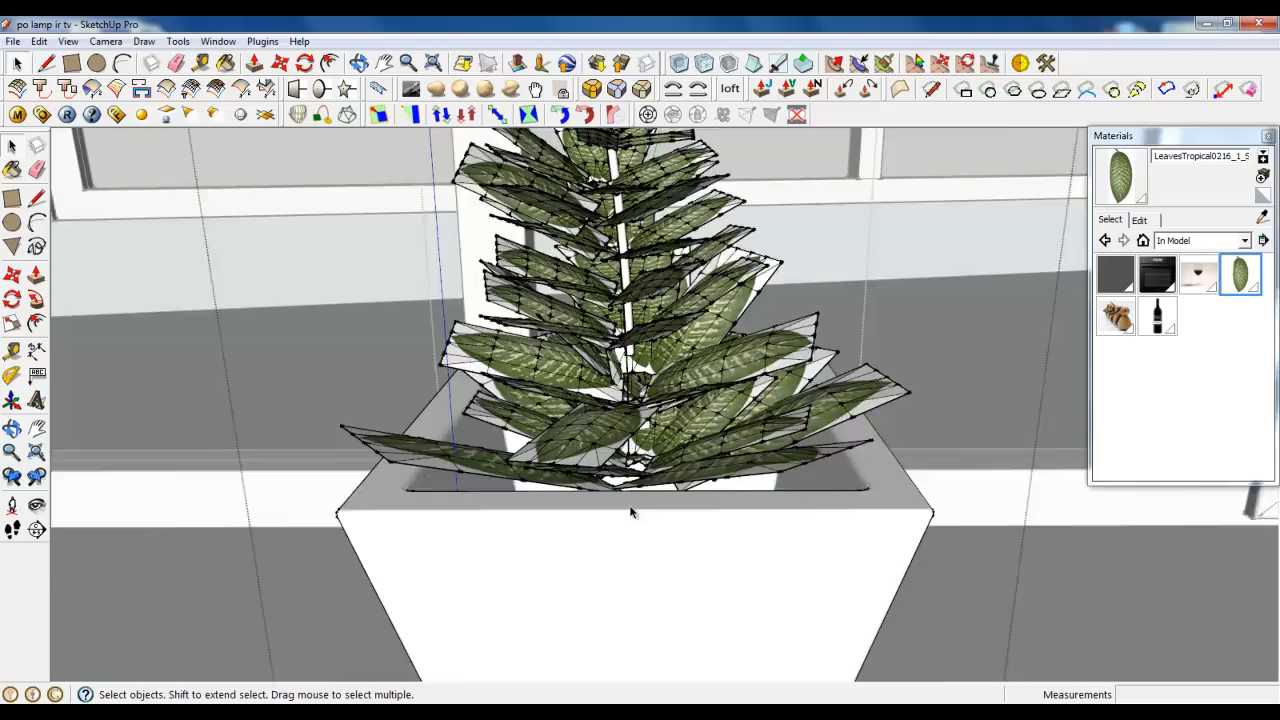 po lamp ir tv - SketchUp Pro
File Edit View Camera Draw Tools Window Plugins Help
loft
M R ?
ABC
Materials
LeavesTropical0216_1_S
Select Edit
In Model
Select objects. Shift to extend select. Drag mouse to select multiple.
Measurements